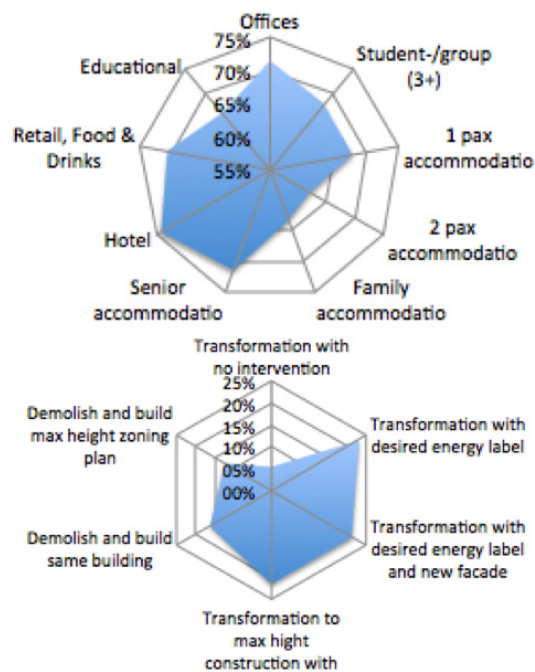 Offices
75%
70%
65%
60%
55%
Student-/group
(3+)
1 pax
accommodatio
2 pax
accommodatio
Family
accommodatio
Senior
accommodatio
Hotel
Retail, Food &
Drinks
Educational
Transformation with
no intervention
25%
20%
15%
10%
05%
00%
Transformation with
desired energy label
Transformation with
desired energy label
and new facade
Transformation to
max hight
construction with
Demolish and build
same building
Demolish and build
max height zoning
plan